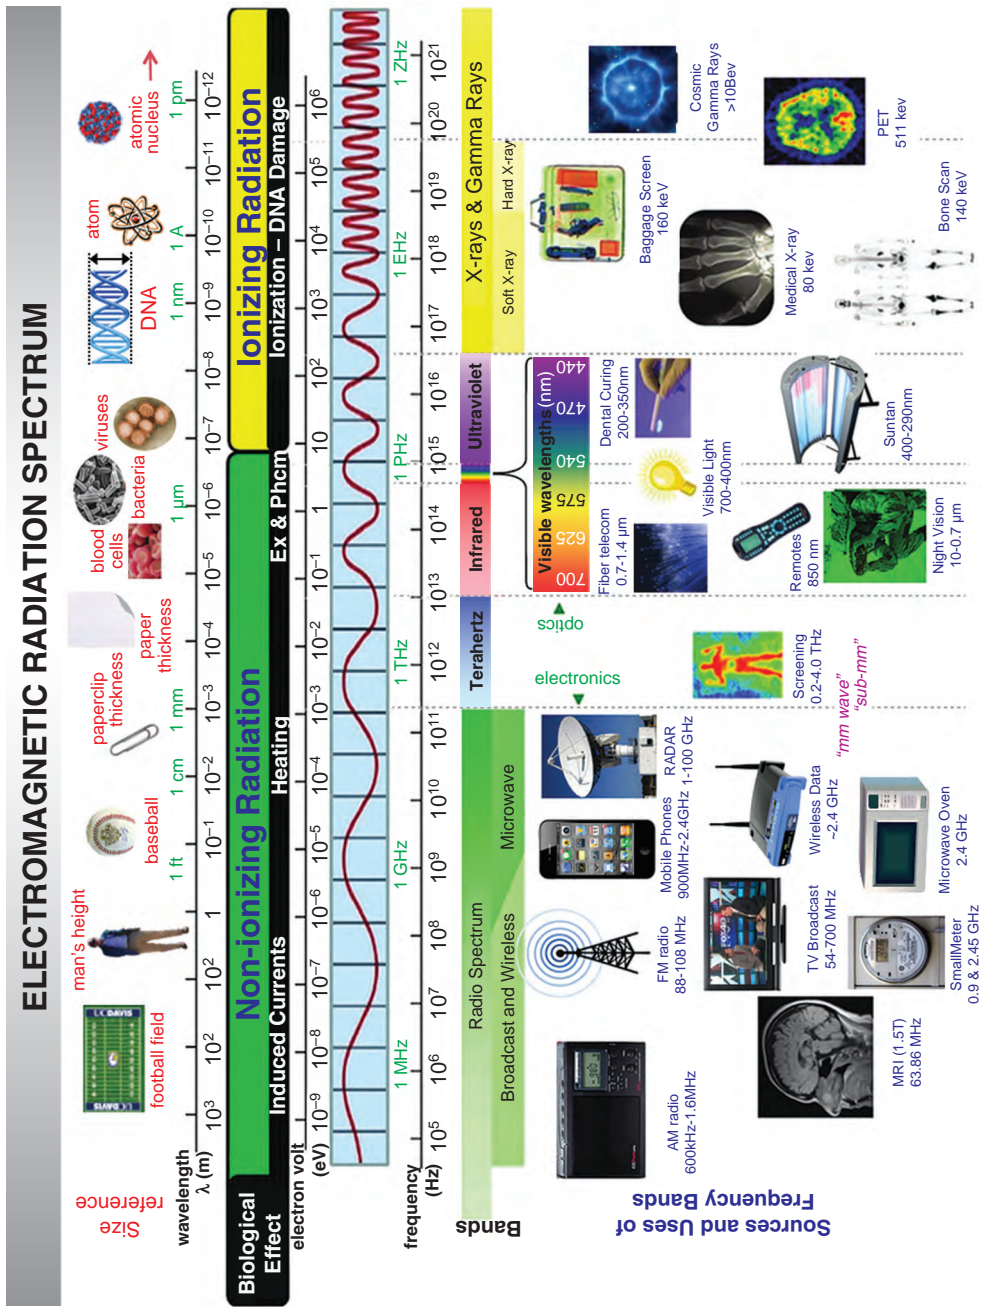 ELECTROMAGNETIC RADIATION SPECTRUM
Size
reference
football field
man's height
baseball
paperclip
thickness
paper
thickness
blood
cells
bacteria
viruses
DNA
atom
atomic
nucleus
wavelength
λ (m)
1 ft
1 cm
1 mm
1 μm
1 nm
1 A
1 pm
10³ 10² 10² 1 10⁻¹ 10⁻² 10⁻³ 10⁻⁴ 10⁻⁵ 10⁻⁶ 10⁻⁷ 10⁻⁸ 10⁻⁹ 10⁻¹⁰ 10⁻¹¹ 10⁻¹²
Biological
Effect
Non-ionizing Radiation
Ionizing Radiation
Induced Currents
Heating
Ex & Phcm
Ionization – DNA Damage
electron volt
(eV)
10⁻⁹ 10⁻⁸ 10⁻⁷ 10⁻⁶ 10⁻⁵ 10⁻⁴ 10⁻³ 10⁻² 10⁻¹ 1 10 10² 10³ 10⁴ 10⁵ 10⁶
frequency
(Hz)
1 MHz
1 GHz
1 THz
1 PHz
1 EHz
1 ZHz
10⁵ 10⁶ 10⁷ 10⁸ 10⁹ 10¹⁰ 10¹¹ 10¹² 10¹³ 10¹⁴ 10¹⁵ 10¹⁶ 10¹⁷ 10¹⁸ 10¹⁹ 10²⁰ 10²¹
Bands
Radio Spectrum
Terahertz
Infrared
Ultraviolet
X-rays & Gamma Rays
Broadcast and Wireless
Microwave
Soft X-ray
Hard X-ray
electronics
optics
Visible wavelengths (nm)
700
625
575
540
470
440
Sources and Uses of
Frequency Bands
AM radio
600kHz-1.6MHz
FM radio
88-108 MHz
Mobile Phones
900MHz-2.4GHz
RADAR
1-100 GHz
Fiber telecom
0.7-1.4 μm
Dental Curing
200-350nm
Baggage Screen
160 keV
Cosmic
Gamma Rays
>10Bev
TV Broadcast
54-700 MHz
Wireless Data
~2.4 GHz
Screening
0.2-4.0 THz
"mm wave"
"sub-mm"
Remotes
850 nm
Visible Light
700-400nm
Medical X-ray
80 kev
PET
511 kev
MRI (1.5T)
63.86 MHz
SmallMeter
0.9 & 2.45 GHz
Microwave Oven
2.4 GHz
Night Vision
10-0.7 μm
Suntan
400-290nm
Bone Scan
140 keV
UC DAVIS
UC DAVIS